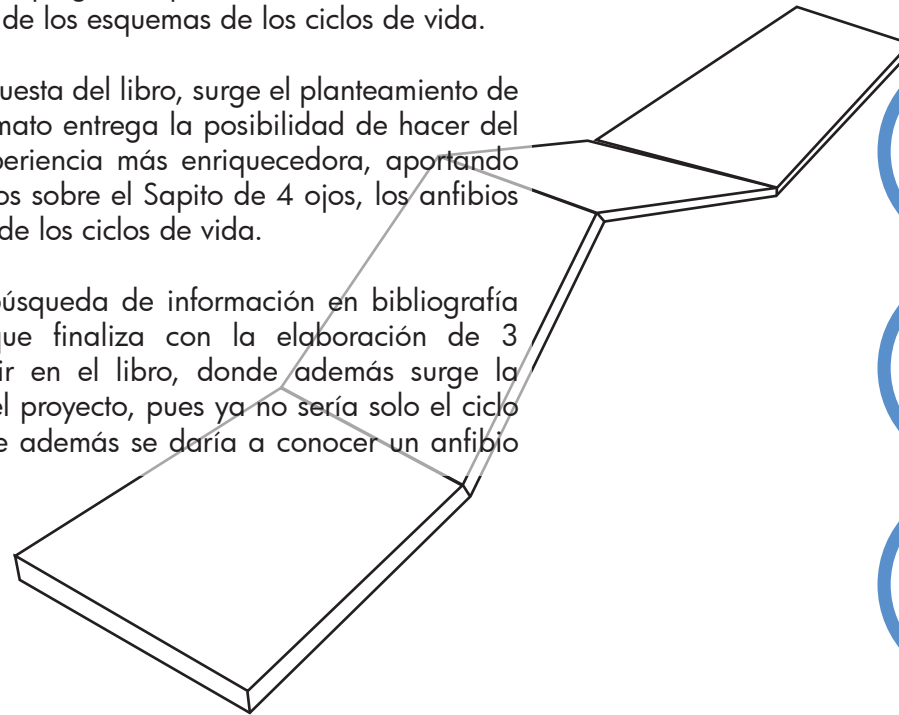 de los esquemas de los ciclos de vida.
uesta del libro, surge el planteamiento de
mato entrega la posibilidad de hacer del
periencia más enriquecedora, aportando
os sobre el Sapito de 4 ojos, los anfibios
de los ciclos de vida.
búsqueda de información en bibliografía
que finaliza con la elaboración de 3
ir en el libro, donde además surge la
el proyecto, pues ya no sería solo el ciclo
e además se daría a conocer un anfibio